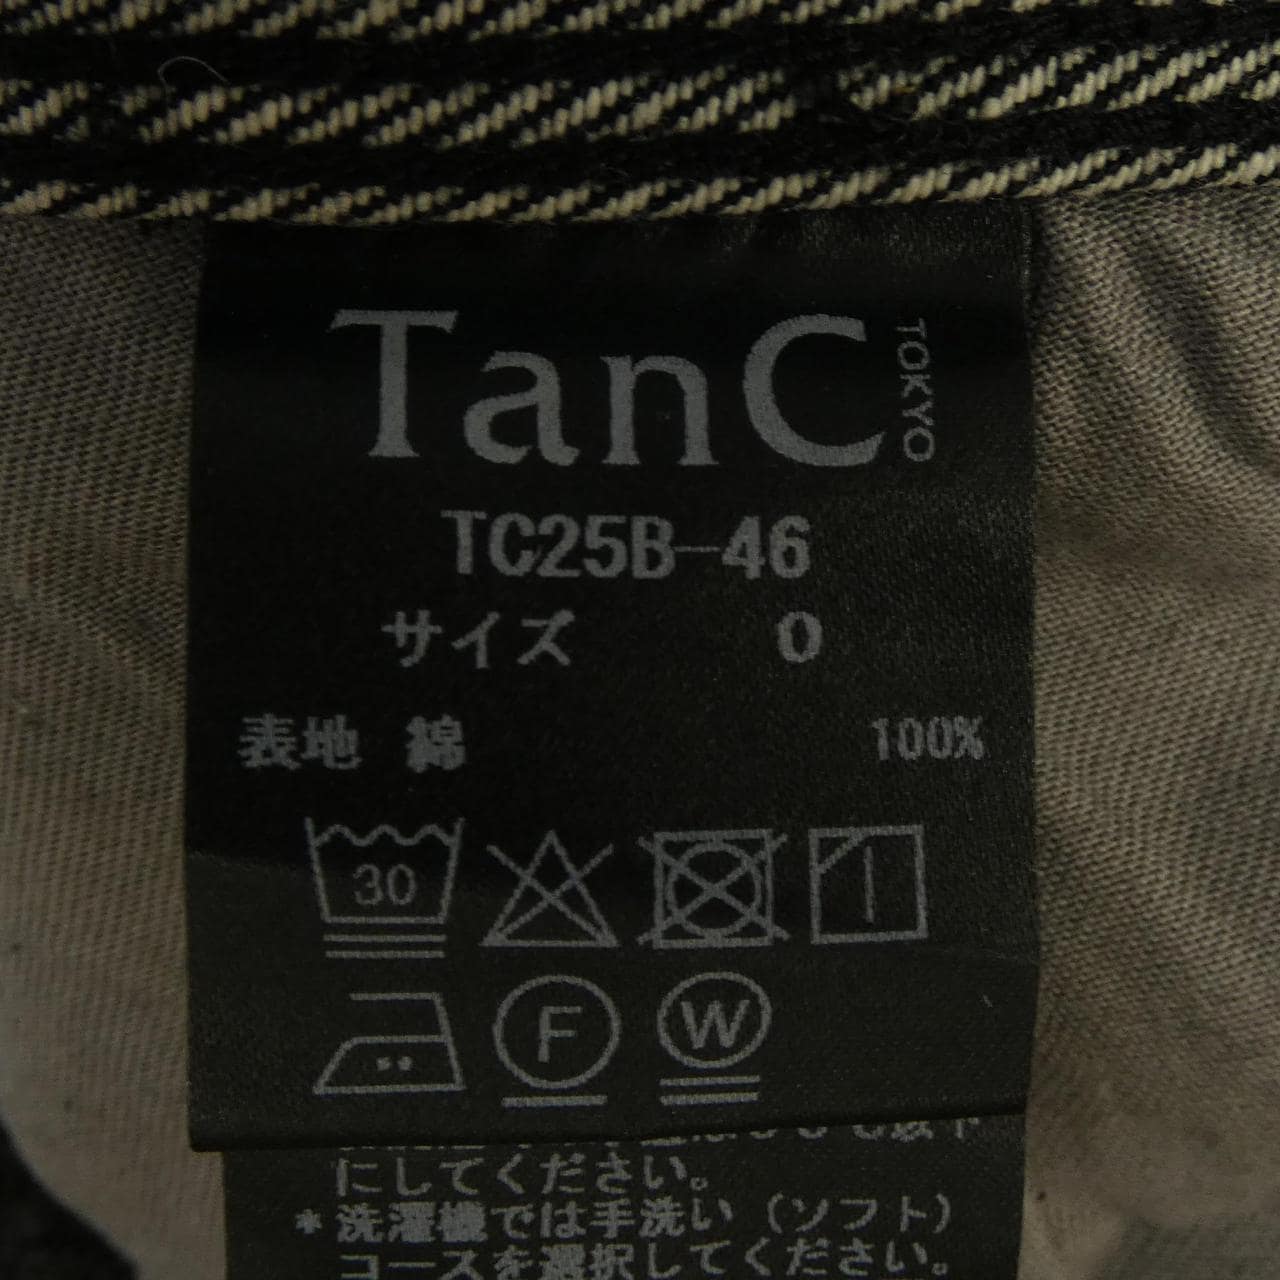 TanC TOKYO
TC25B-46
サイズ 0
表地 綿 100%
30
F W
にしてください。
*洗濯機では手洗い(ソフト)
コースを選択してください。